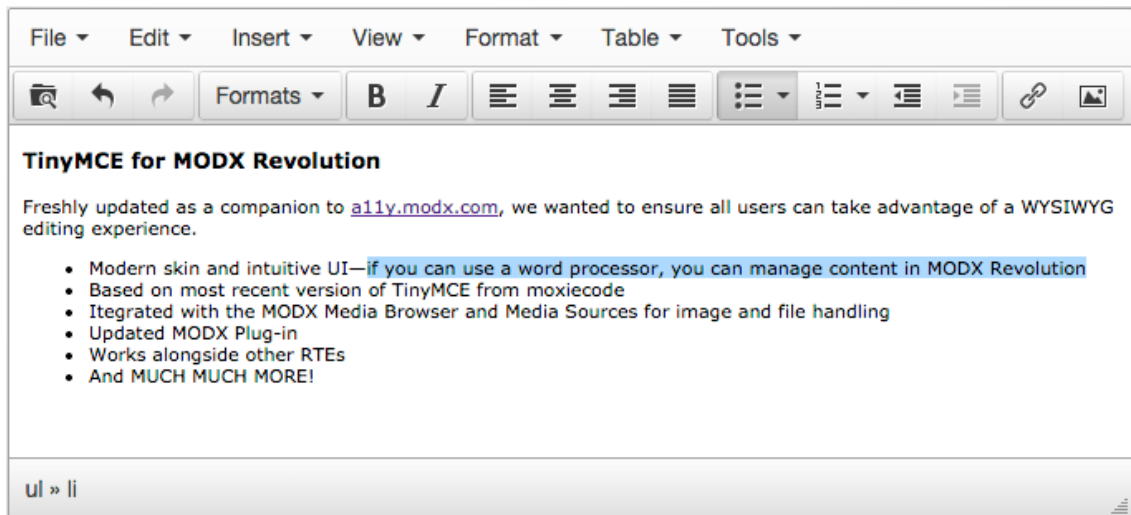 File Edit Insert View Format Table Tools
Formats B I
TinyMCE for MODX Revolution
Freshly updated as a companion to a11y.modx.com, we wanted to ensure all users can take advantage of a WYSIWYG
editing experience.
• Modern skin and intuitive UI—if you can use a word processor, you can manage content in MODX Revolution
• Based on most recent version of TinyMCE from moxiecode
• Itegrated with the MODX Media Browser and Media Sources for image and file handling
• Updated MODX Plug-in
• Works alongside other RTEs
• And MUCH MUCH MORE!
ul » li